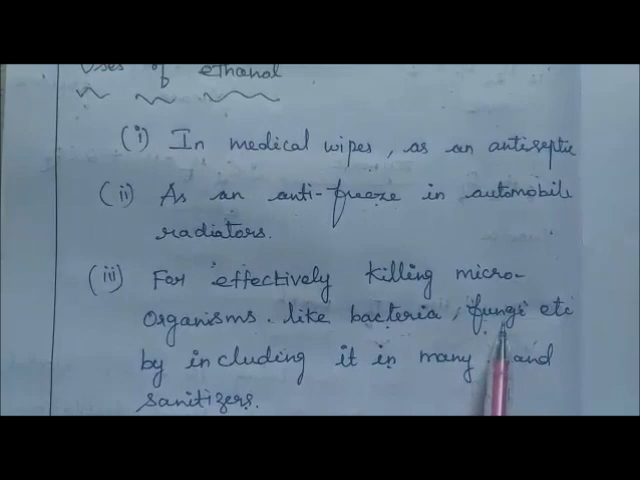 Uses of ethanol
(i) In medical wipes, as an antiseptic
(ii) As an anti-freeze in automobile
radiators.
(iii) For effectively killing micro-
organisms. like bacteria, fungi etc
by including it in many and
sanitizers.